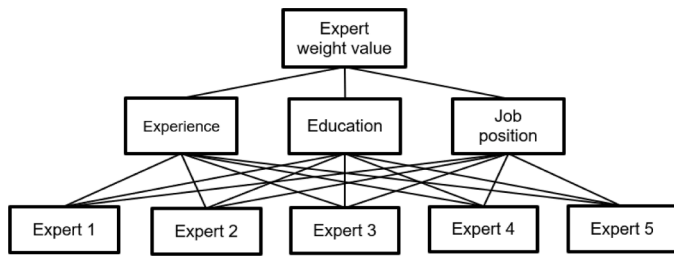 Expert
weight value
Experience
Education
Job
position
Expert 1
Expert 2
Expert 3
Expert 4
Expert 5